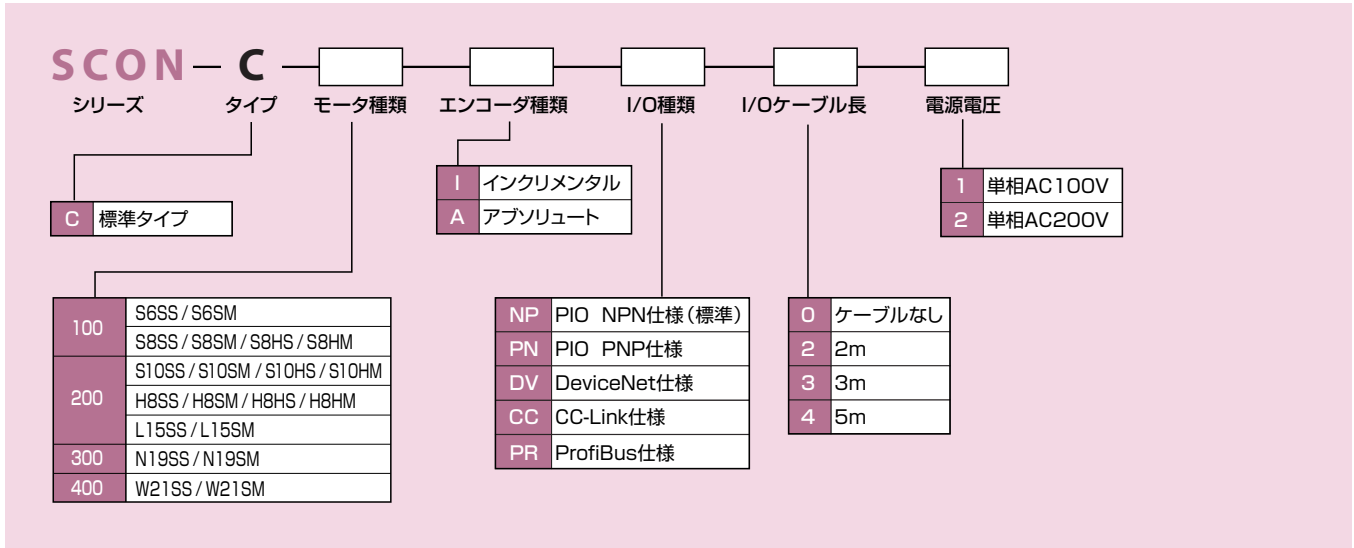 SCON－C－
シリーズ タイプ モータ種類 エンコーダ種類 I/O種類 I/Oケーブル長 電源電圧
C 標準タイプ
100 S6SS / S6SM
S8SS / S8SM / S8HS / S8HM
200 S10SS / S10SM / S10HS / S10HM
H8SS / H8SM / H8HS / H8HM
L15SS / L15SM
300 N19SS / N19SM
400 W21SS / W21SM
I インクリメンタル
A アブソリュート
NP PIO NPN仕様（標準）
PN PIO PNP仕様
DV DeviceNet仕様
CC CC-Link仕様
PR ProfiBus仕様
0 ケーブルなし
2 2m
3 3m
4 5m
1 単相AC100V
2 単相AC200V